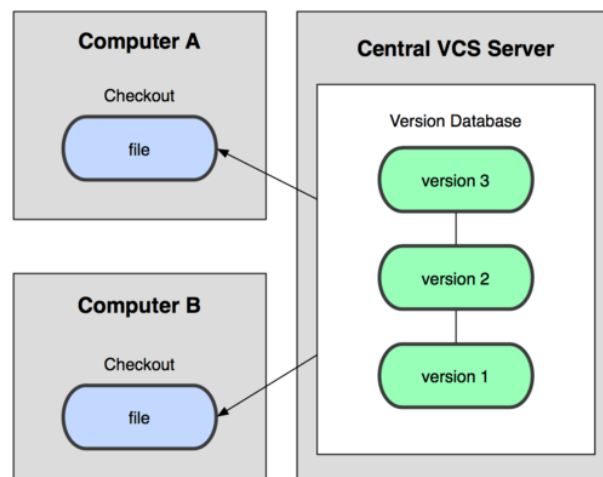 Computer A
Checkout
file
Computer B
Checkout
file
Central VCS Server
Version Database
version 3
version 2
version 1